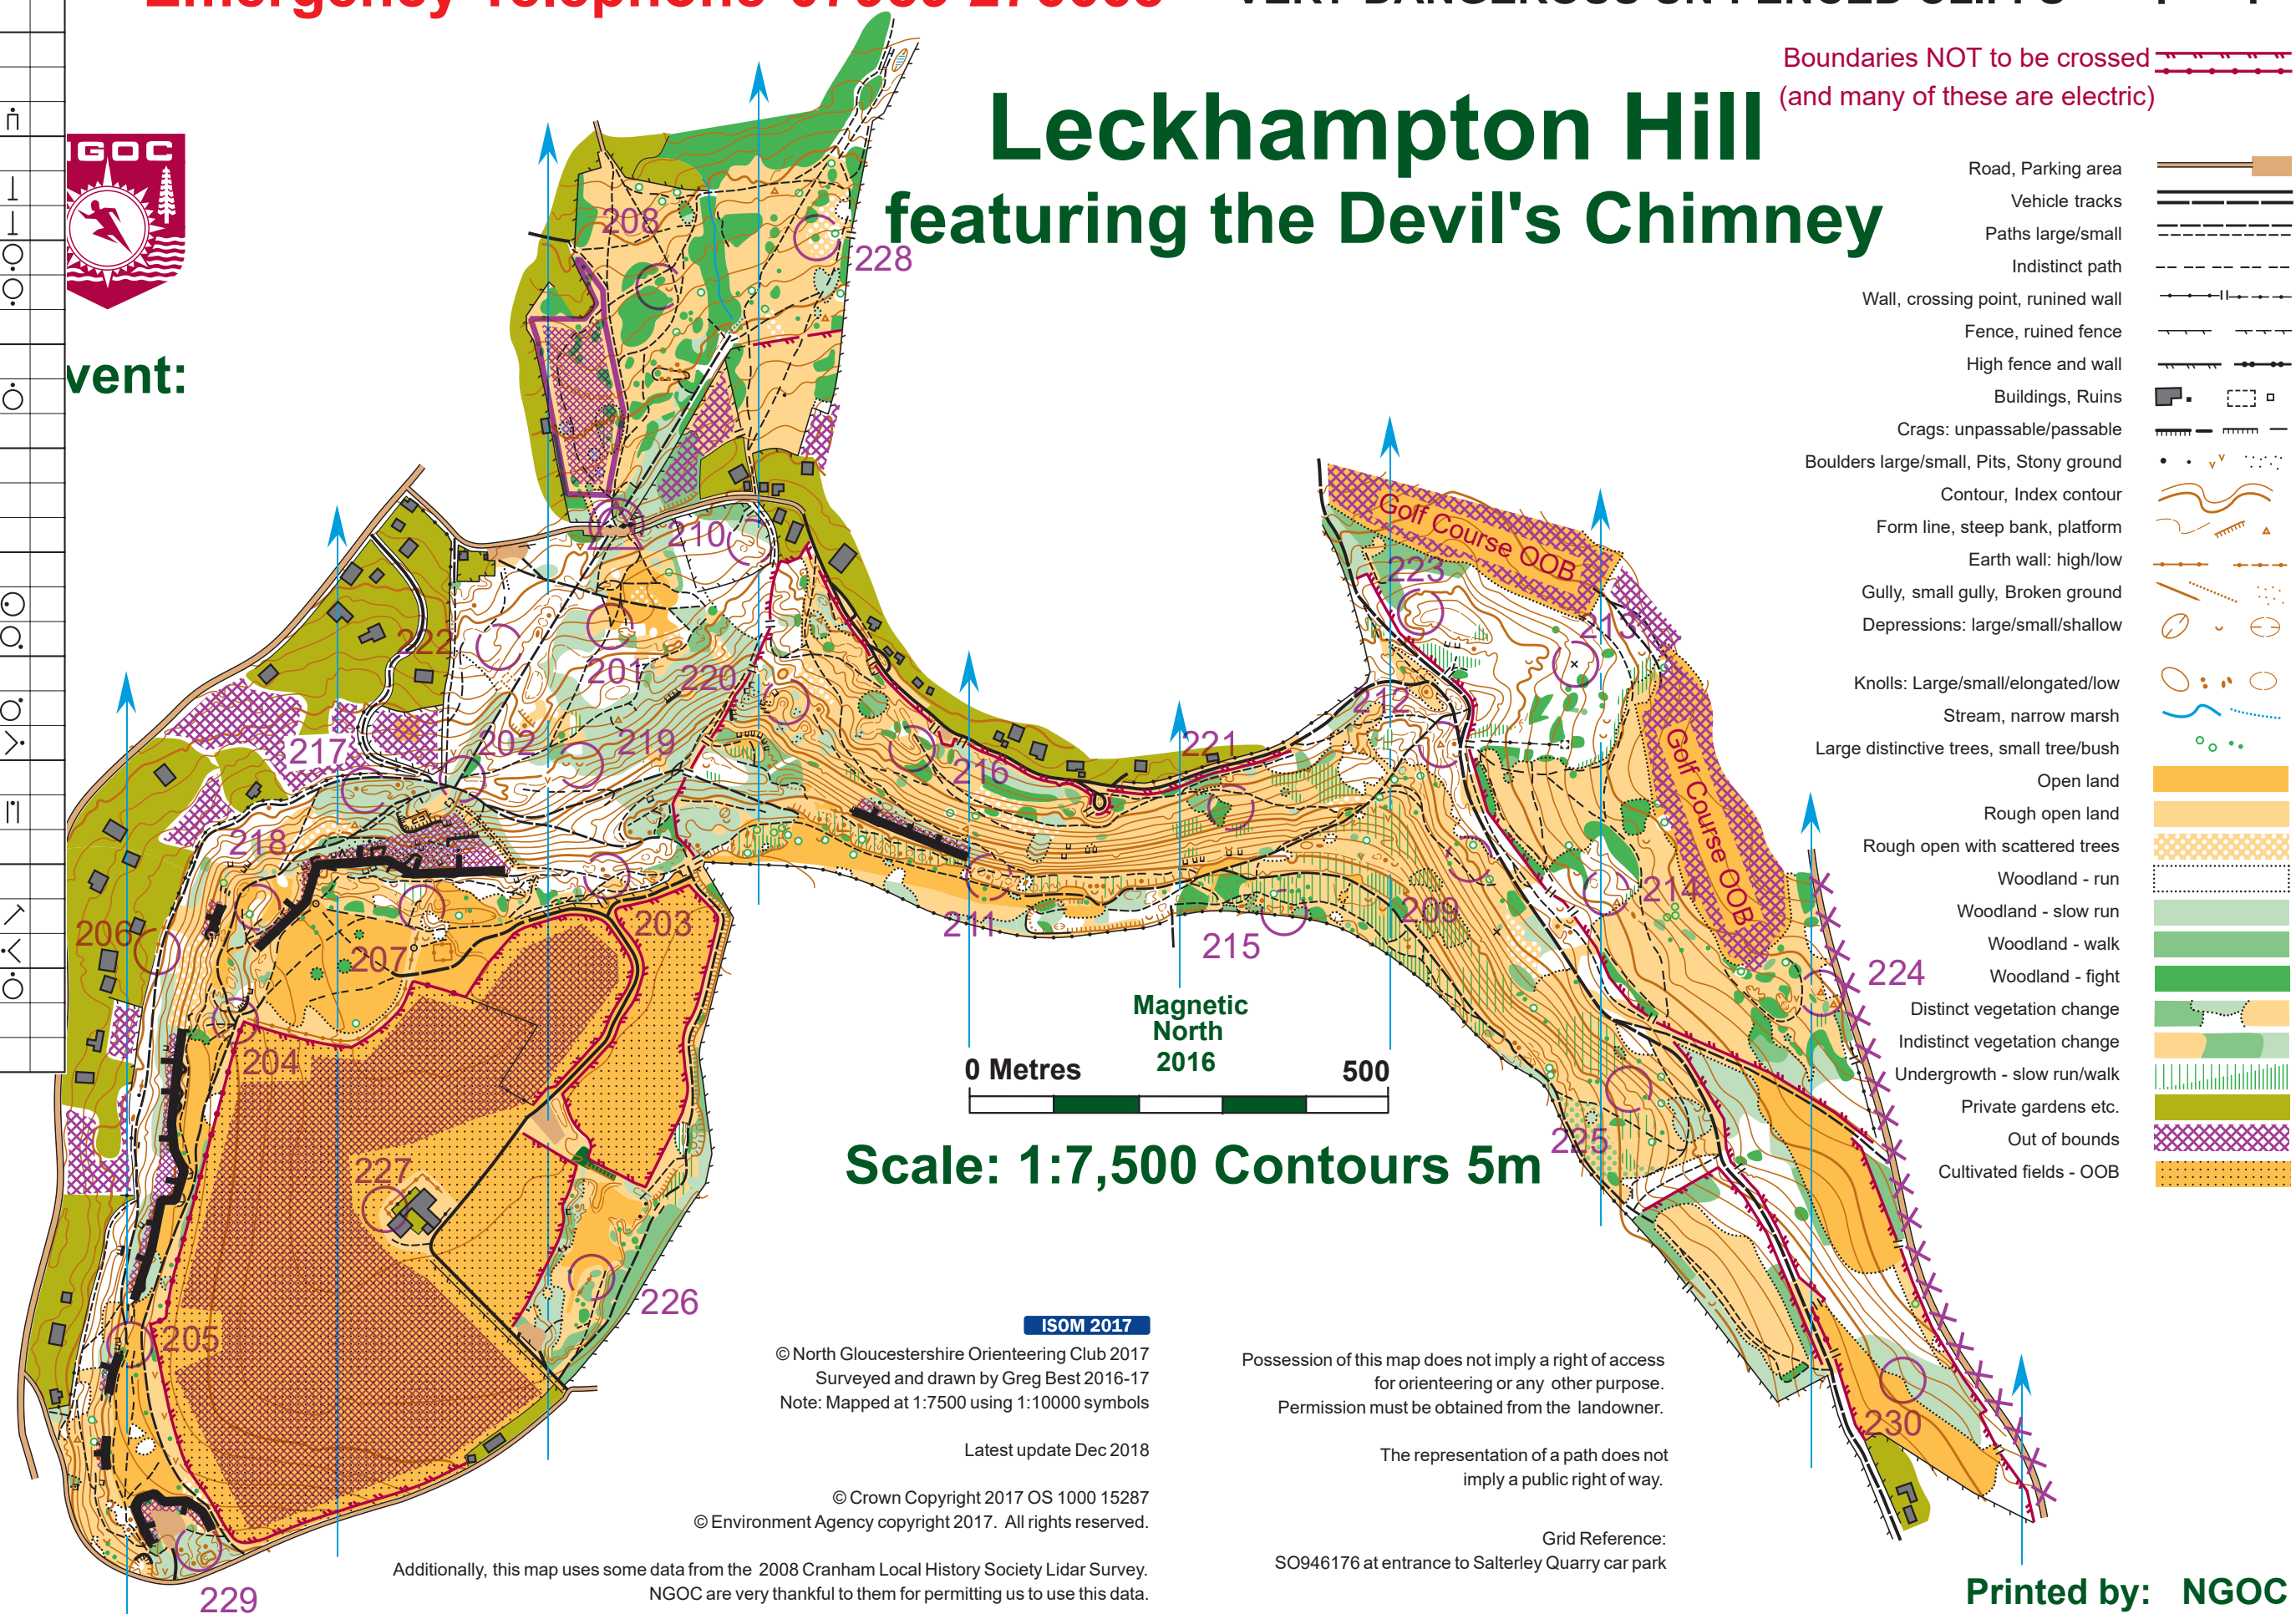 Leckhampton Hill
featuring the Devil's Chimney
Boundaries NOT to be crossed
(and many of these are electric)
NGOC
vent:
Road, Parking area
Vehicle tracks
Paths large/small
Indistinct path
Wall, crossing point, runined wall
Fence, ruined fence
High fence and wall
Buildings, Ruins
Crags: unpassable/passable
Boulders large/small, Pits, Stony ground
Contour, Index contour
Form line, steep bank, platform
Earth wall: high/low
Gully, small gully, Broken ground
Depressions: large/small/shallow
Knolls: Large/small/elongated/low
Stream, narrow marsh
Large distinctive trees, small tree/bush
Open land
Rough open land
Rough open with scattered trees
Woodland - run
Woodland - slow run
Woodland - walk
Woodland - fight
Distinct vegetation change
Indistinct vegetation change
Undergrowth - slow run/walk
Private gardens etc.
Out of bounds
Cultivated fields - OOB
208
228
210
222
201
220
202
219
217
218
206
207
203
204
205
227
226
229
216
221
211
215
209
212
223
213
214
224
225
230
Golf Course OOB
Golf Course OOB
Magnetic
North
2016
0 Metres 500
Scale: 1:7,500 Contours 5m
ISOM 2017
© North Gloucestershire Orienteering Club 2017
Surveyed and drawn by Greg Best 2016-17
Note: Mapped at 1:7500 using 1:10000 symbols
Latest update Dec 2018
© Crown Copyright 2017 OS 1000 15287
© Environment Agency copyright 2017. All rights reserved.
Additionally, this map uses some data from the 2008 Cranham Local History Society Lidar Survey.
NGOC are very thankful to them for permitting us to use this data.
Possession of this map does not imply a right of access
for orienteering or any other purpose.
Permission must be obtained from the landowner.
The representation of a path does not
imply a public right of way.
Grid Reference:
SO946176 at entrance to Salterley Quarry car park
Printed by: NGOC